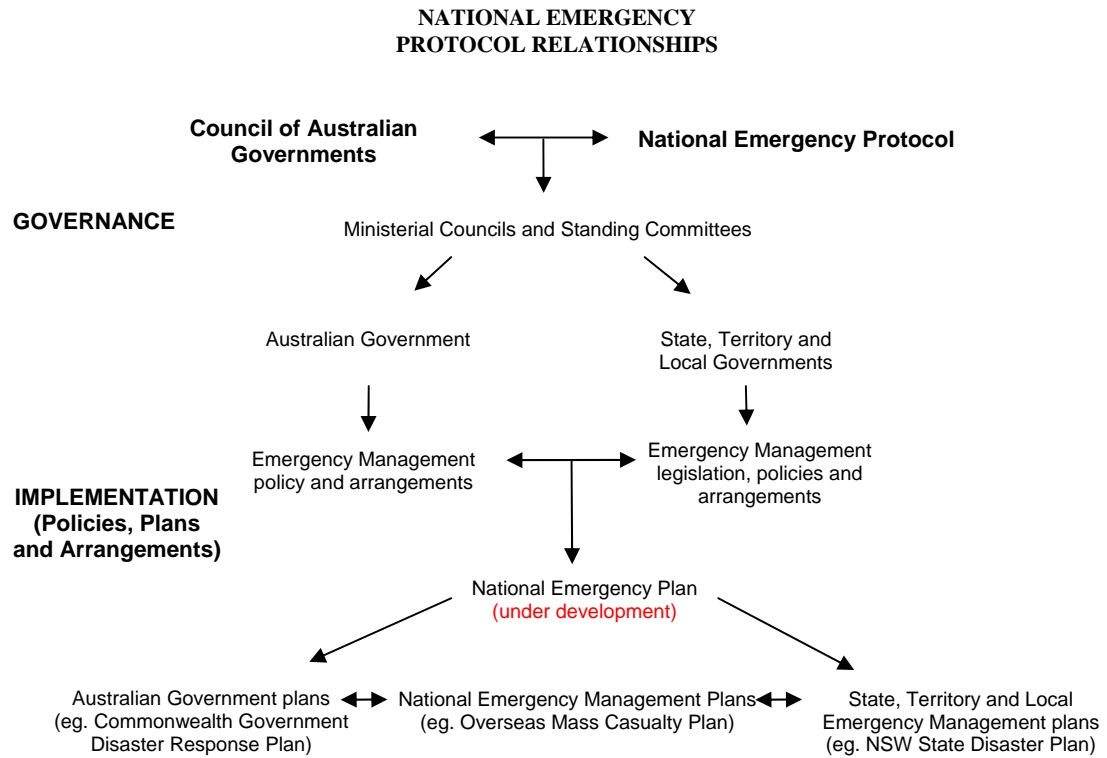 NATIONAL EMERGENCY
PROTOCOL RELATIONSHIPS
Council of Australian
Governments
National Emergency Protocol
GOVERNANCE
Ministerial Councils and Standing Committees
Australian Government
State, Territory and
Local Governments
Emergency Management
policy and arrangements
Emergency Management
legislation, policies and
arrangements
IMPLEMENTATION
(Policies, Plans
and Arrangements)
National Emergency Plan
(under development)
Australian Government plans
(eg. Commonwealth Government
Disaster Response Plan)
National Emergency Management Plans
(eg. Overseas Mass Casualty Plan)
State, Territory and Local
Emergency Management plans
(eg. NSW State Disaster Plan)